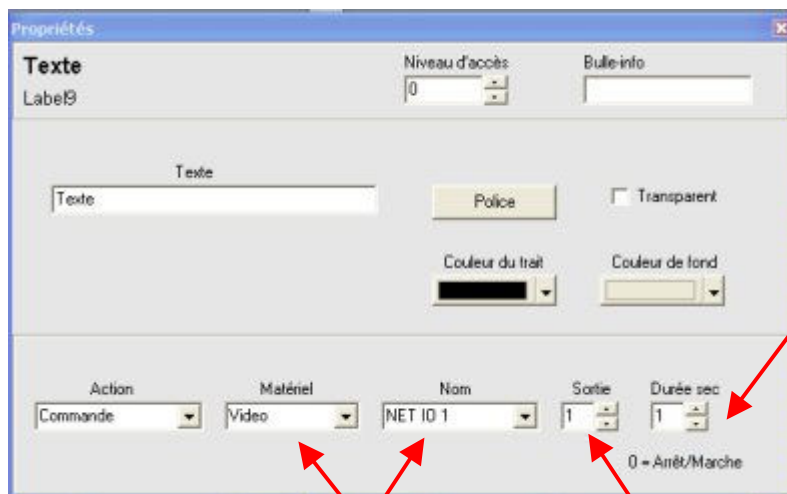 Propriétés
Texte
Label9
Niveau d'accès
0
Bulle-info
Texte
Texte
Police
Transparent
Couleur du trait
Couleur de fond
Action
Matériel
Nom
Sortie
Durée sec
Commande
Video
NET IO 1
1
1
0 = Arrêt/Marche